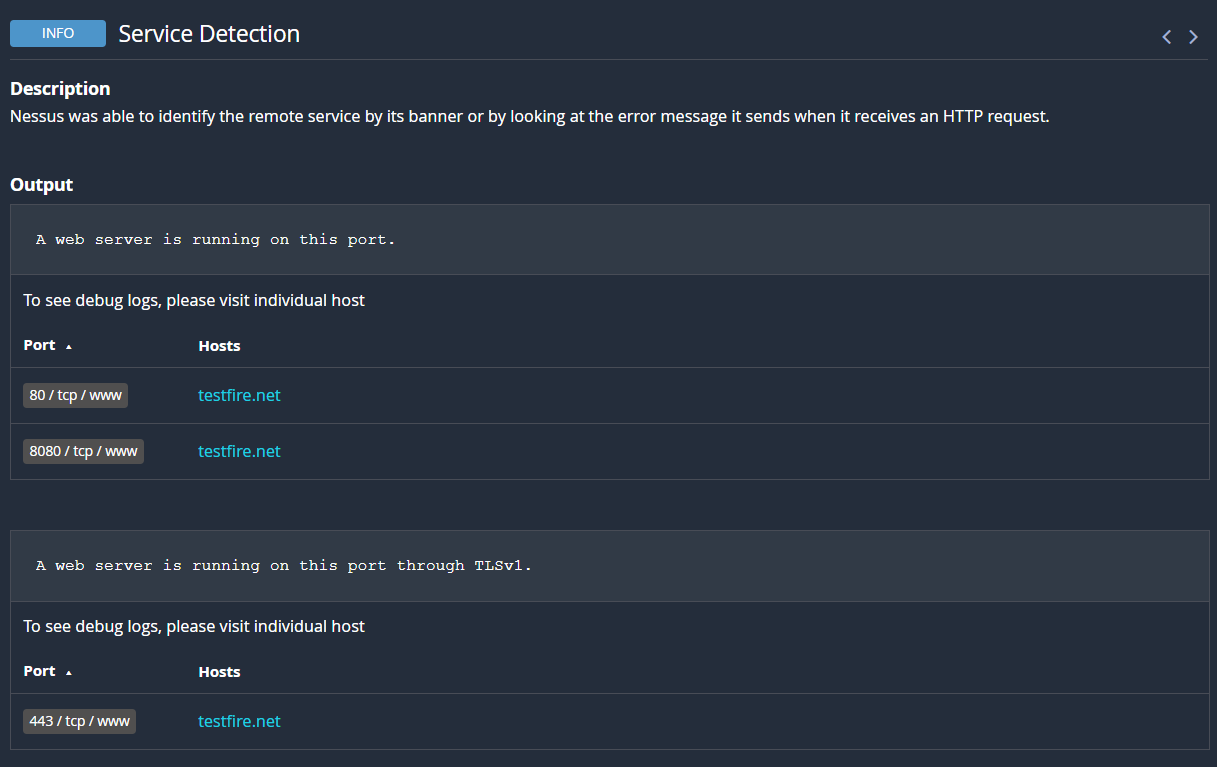 INFO Service Detection
Description
Nessus was able to identify the remote service by its banner or by looking at the error message it sends when it receives an HTTP request.
Output
A web server is running on this port.
To see debug logs, please visit individual host
Port ▲ Hosts
80 / tcp / www testfire.net
8080 / tcp / www testfire.net
A web server is running on this port through TLSv1.
To see debug logs, please visit individual host
Port ▲ Hosts
443 / tcp / www testfire.net